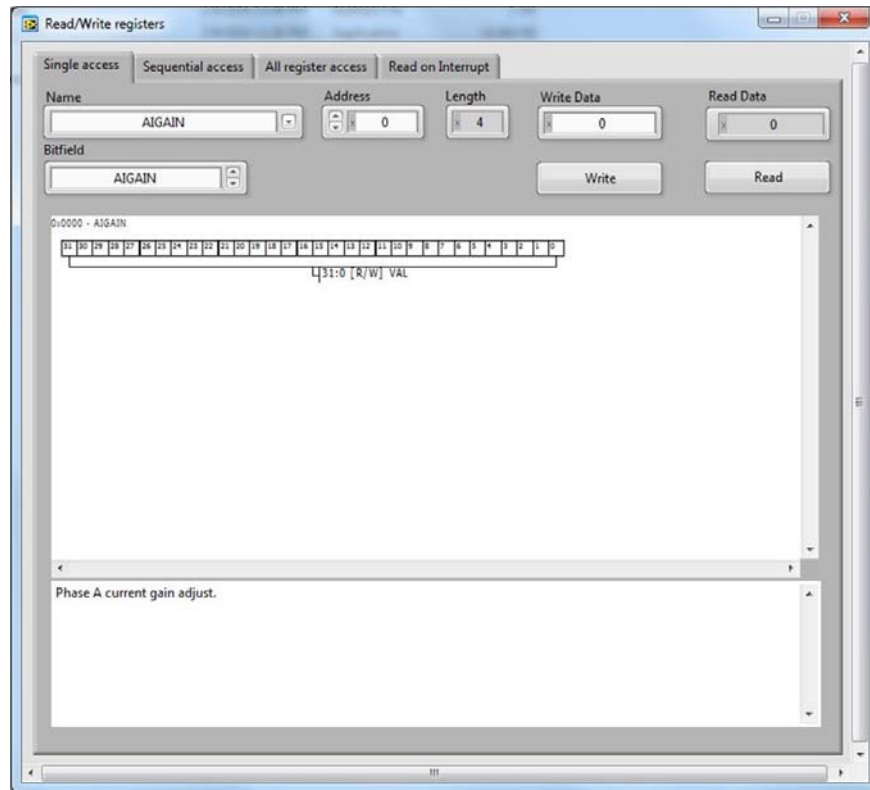 Read/Write registers
Single access Sequential access All register access Read on Interrupt
Name Address Length Write Data Read Data
AIGAIN x 0 x 4 x 0 x 0
Bitfield
AIGAIN Write Read
0x0000 - AIGAIN
31 30 29 28 27 26 25 24 23 22 21 20 19 18 17 16 15 14 13 12 11 10 9 8 7 6 5 4 3 2 1 0
31:0 [R/W] VAL
Phase A current gain adjust.